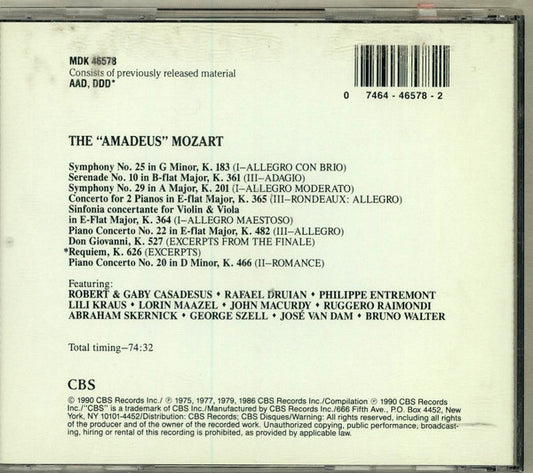 MDK 46578
Consists of previously released material
AAD, DDD*
0 7464-46578-2
THE “AMADEUS” MOZART
Symphony No. 25 in G Minor, K. 183 (I–ALLEGRO CON BRIO)
Serenade No. 10 in B-flat Major, K. 361 (III–ADAGIO)
Symphony No. 29 in A Major, K. 201 (I–ALLEGRO MODERATO)
Concerto for 2 Pianos in E-flat Major, K. 365 (III–RONDEAUX: ALLEGRO)
Sinfonia concertante for Violin & Viola
in E-Flat Major, K. 364 (I–ALLEGRO MAESTOSO)
Piano Concerto No. 22 in E-flat Major, K. 482 (III–ALLEGRO)
Don Giovanni, K. 527 (EXCERPTS FROM THE FINALE)
*Requiem, K. 626 (EXCERPTS)
Piano Concerto No. 20 in D Minor, K. 466 (II–ROMANCE)
Featuring:
ROBERT & GABY CASADESUS ♦ RAFAEL DRUIAN ♦ PHILIPPE ENTREMONT
LILI KRAUS ♦ LORIN MAAZEL ♦ JOHN MACURDY ♦ RUGGERO RAIMONDI
ABRAHAM SKERNICK ♦ GEORGE SZELL ♦ JOSÉ VAN DAM ♦ BRUNO WALTER
Total timing–74:32
CBS
© 1990 CBS Records Inc./ ℗ 1975, 1977, 1979, 1986 CBS Records Inc./Compilation ℗ 1990 CBS Records
Inc./"CBS" is a trademark of CBS Inc./Manufactured by CBS Records Inc./666 Fifth Ave., P.O. Box 4452, New
York, NY 10101-4452/Distribution: CBS Records; CBS Disques/Warning: All rights reserved, including all rights
of the producer and of the owner of the recorded work. Unauthorized copying, public performance, broadcast-
ing, hiring or rental of this recording is prohibited, as provided by applicable law.